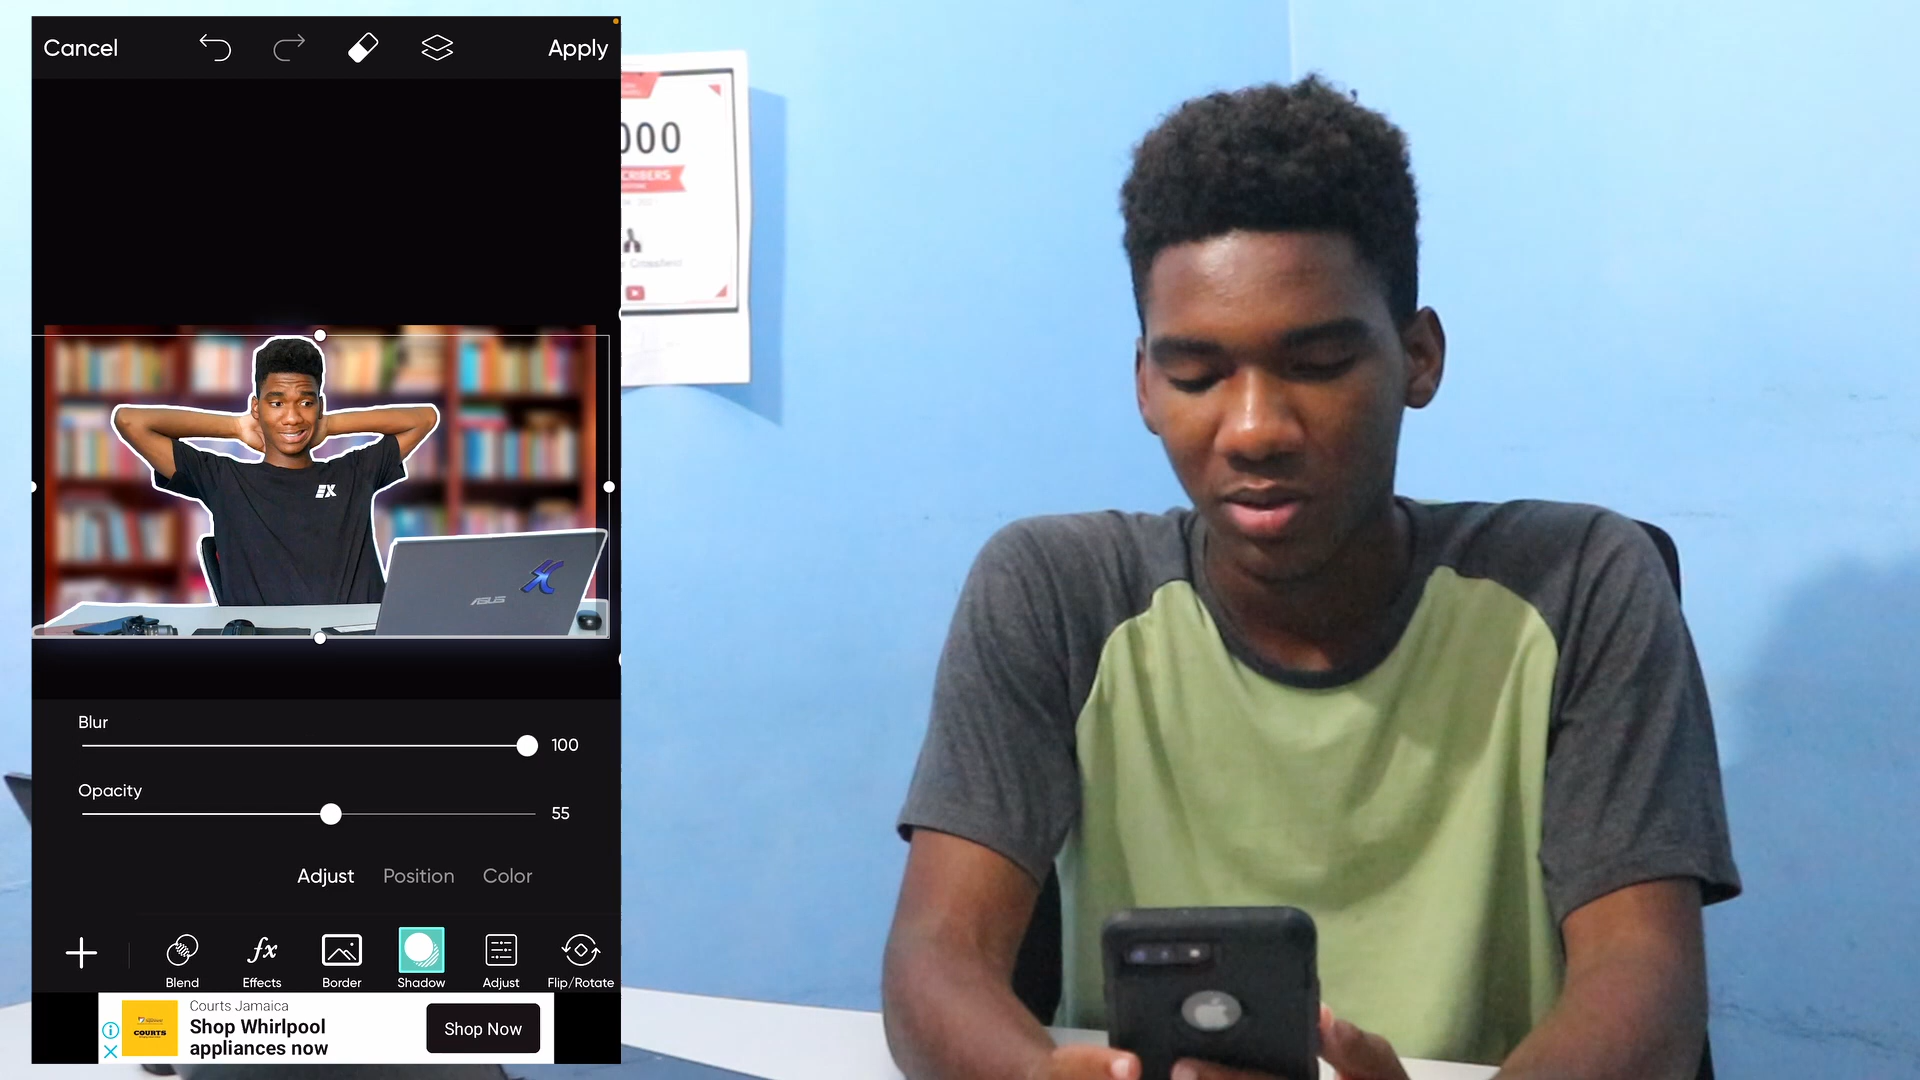 Cancel
Apply
000
CRIBERS
Crossfield
EX
ASUS
Blur
100
Opacity
55
Adjust
Position
Color
Blend
Effects
Border
Shadow
Adjust
Flip/Rotate
Courts Jamaica
Shop Whirlpool
appliances now
COURTS
Shop Now